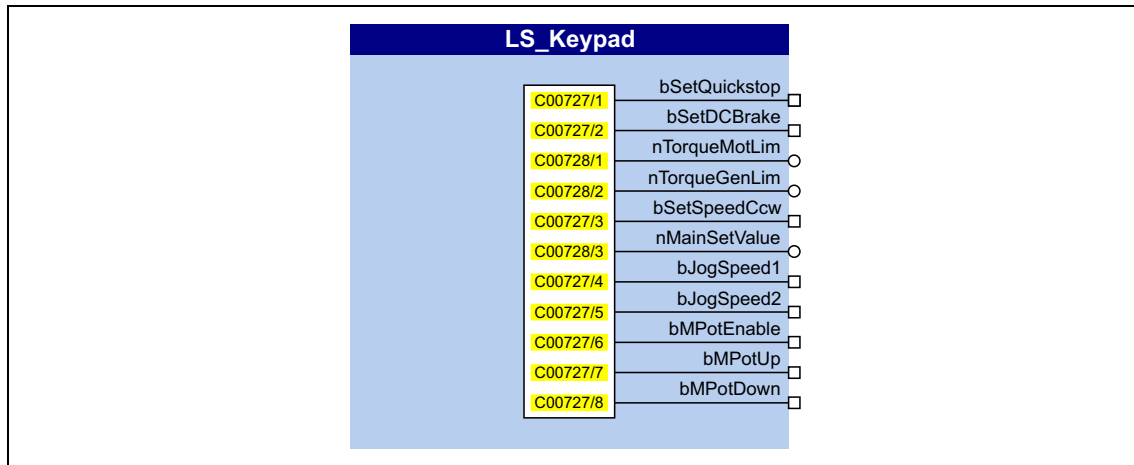 LS_Keypad
C00727/1 bSetQuickstop
C00727/2 bSetDCBrake
C00728/1 nTorqueMotLim
C00728/2 nTorqueGenLim
C00727/3 bSetSpeedCcw
C00728/3 nMainSetValue
C00727/4 bJogSpeed1
C00727/5 bJogSpeed2
C00727/6 bMPotEnable
C00727/7 bMPotUp
C00727/8 bMPotDown